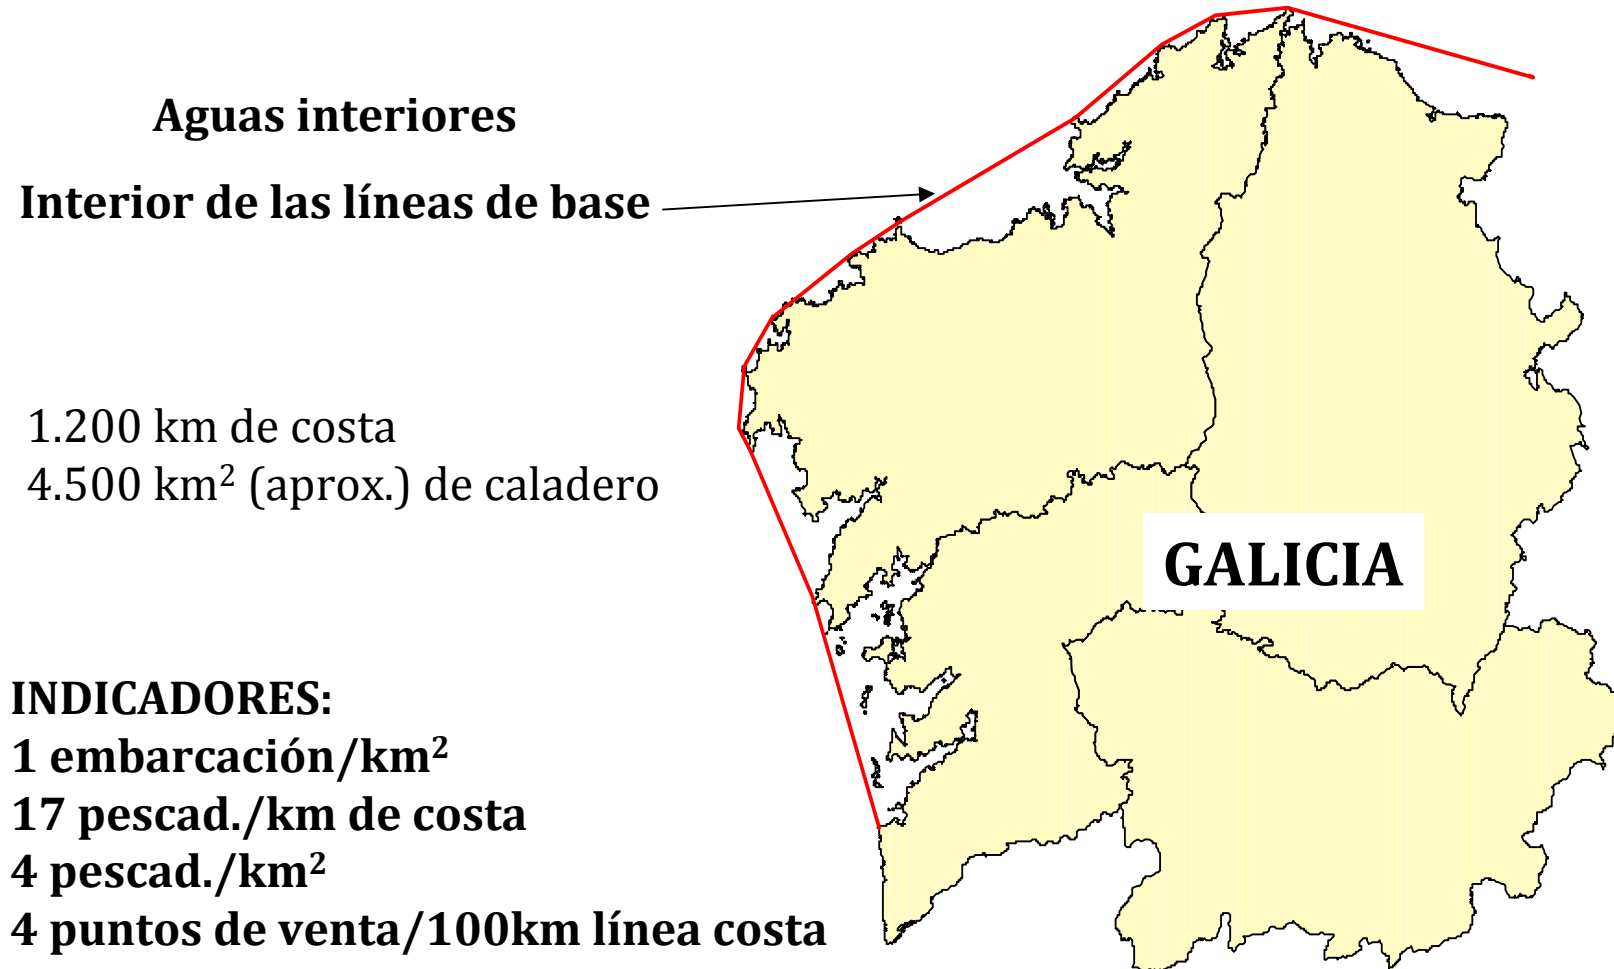 Aguas interiores
Interior de las líneas de base
1.200 km de costa
4.500 km² (aprox.) de caladero
GALICIA
INDICADORES:
1 embarcación/km²
17 pescad./km de costa
4 pescad./km²
4 puntos de venta/100km línea costa